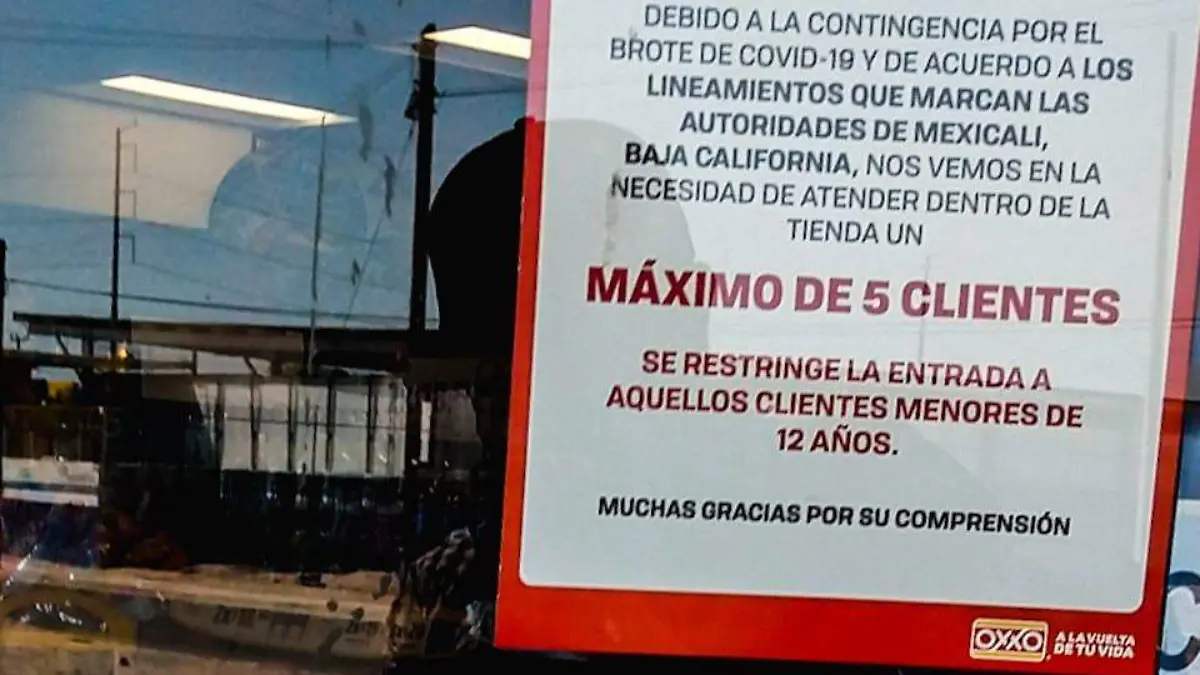 DEBIDO A LA CONTINGENCIA POR EL
BROTE DE COVID-19 Y DE ACUERDO A LOS
LINEAMIENTOS QUE MARCAN LAS
AUTORIDADES DE MEXICALI,
BAJA CALIFORNIA, NOS VEMOS EN LA
NECESIDAD DE ATENDER DENTRO DE LA
TIENDA UN
MÁXIMO DE 5 CLIENTES
SE RESTRINGE LA ENTRADA A
AQUELLOS CLIENTES MENORES DE
12 AÑOS.
MUCHAS GRACIAS POR SU COMPRENSIÓN
OXXO
A LA VUELTA
DE TU VIDA